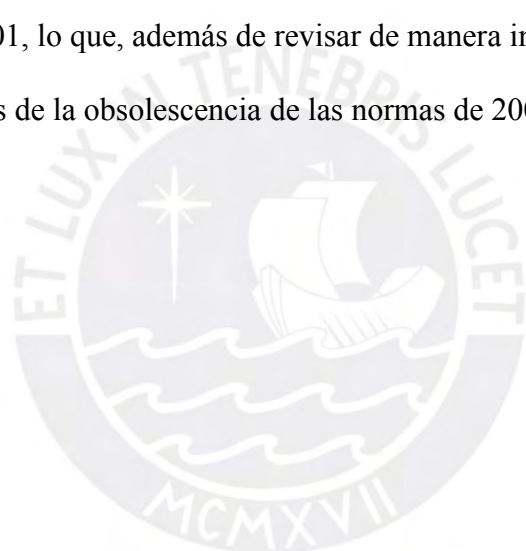 01, lo que, además de revisar de manera in
s de la obsolescencia de las normas de 200
ET LUX IN TENEBRIS LUCET
MCMXVII